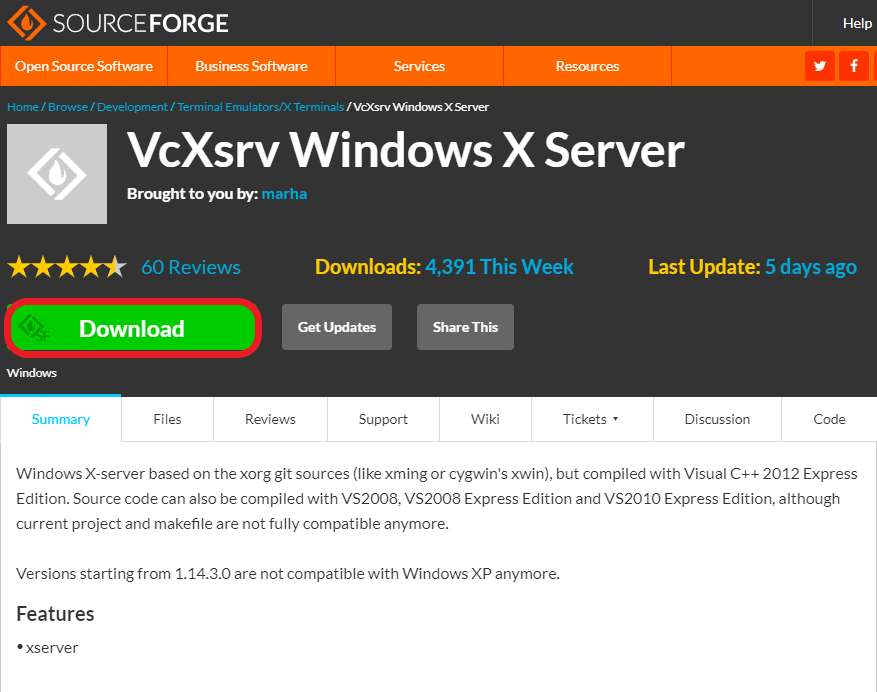 SOURCEFORGE
Help
Open Source Software Business Software Services Resources
Home / Browse / Development / Terminal Emulators/X Terminals / VcXsrv Windows X Server
VcXsrv Windows X Server
Brought to you by: marha
60 Reviews Downloads: 4,391 This Week Last Update: 5 days ago
SF Download Get Updates Share This
Windows
Summary Files Reviews Support Wiki Tickets ▾ Discussion Code
Windows X-server based on the xorg git sources (like xming or cygwin's xwin), but compiled with Visual C++ 2012 Express
Edition. Source code can also be compiled with VS2008, VS2008 Express Edition and VS2010 Express Edition, although
current project and makefile are not fully compatible anymore.
Versions starting from 1.14.3.0 are not compatible with Windows XP anymore.
Features
• xserver